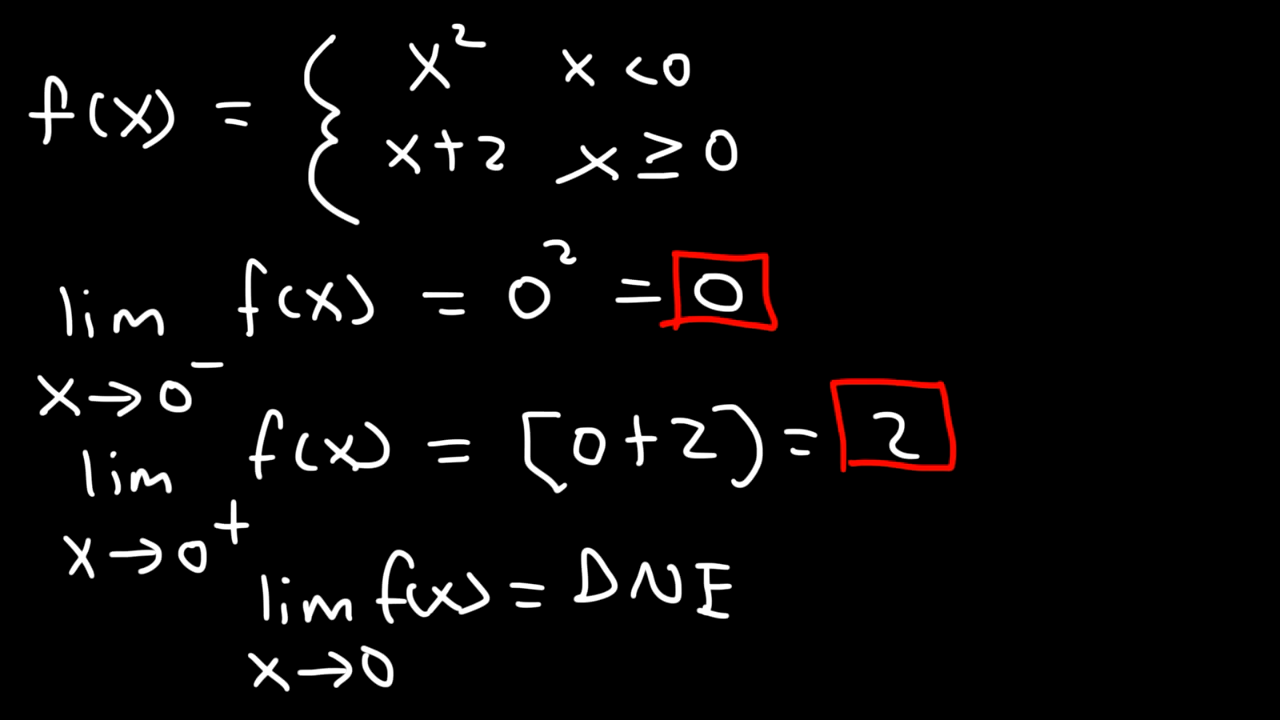 f(x) = { x² x < 0
x + 2 x ≥ 0
lim f(x) = 0² = 0
x → 0⁻
lim f(x) = [0 + 2) = 2
x → 0⁺
lim f(x) = DNE
x → 0